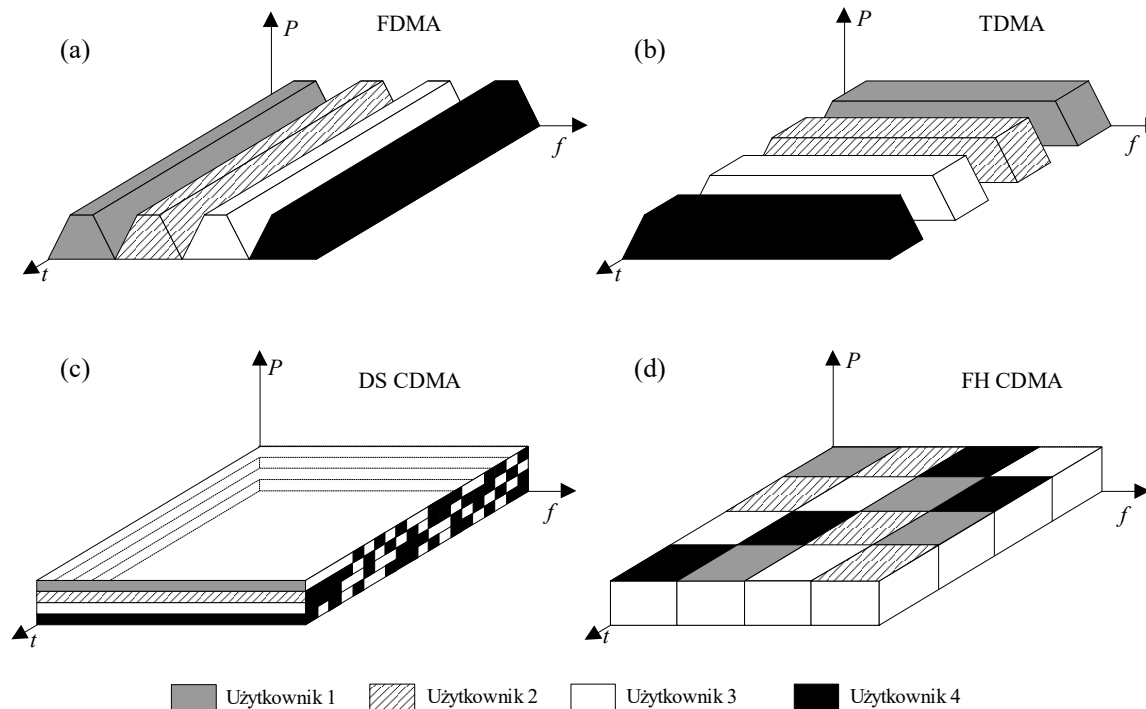 (a)
P
FDMA
f
t
(b)
P
TDMA
f
t
(c)
P
DS CDMA
f
t
(d)
P
FH CDMA
f
t
Użytkownik 1
Użytkownik 2
Użytkownik 3
Użytkownik 4